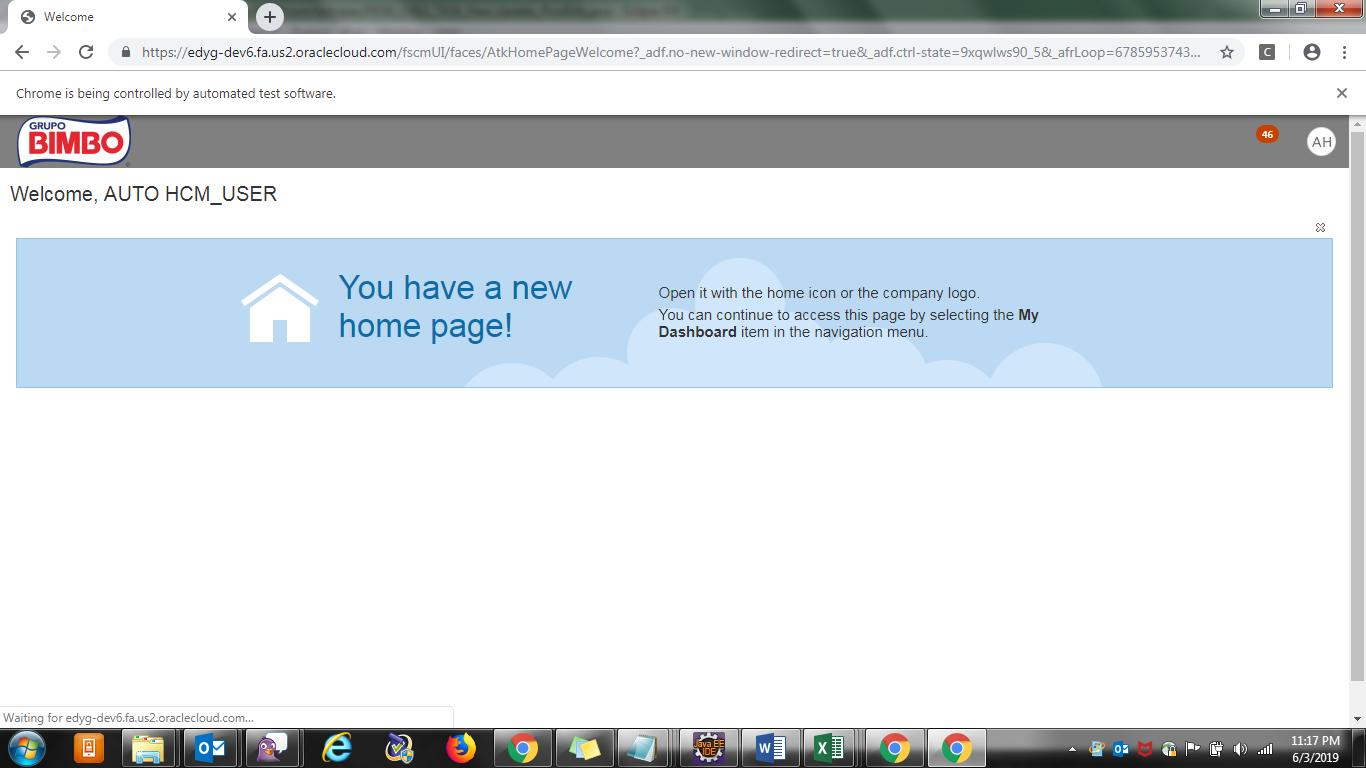 Welcome
https://edyg-dev6.fa.us2.oraclecloud.com/fscmUI/faces/AtkHomePageWelcome?_adf.no-new-window-redirect=true&_adf.ctrl-state=9xqwlws90_5&_afrLoop=6785953743...
C
Chrome is being controlled by automated test software.
GRUPO
BIMBO
46
AH
Welcome, AUTO HCM_USER
You have a new
home page!
Open it with the home icon or the company logo.
You can continue to access this page by selecting the My
Dashboard item in the navigation menu.
Waiting for edyg-dev6.fa.us2.oraclecloud.com...
Java EE
IDE
11:17 PM
6/3/2019